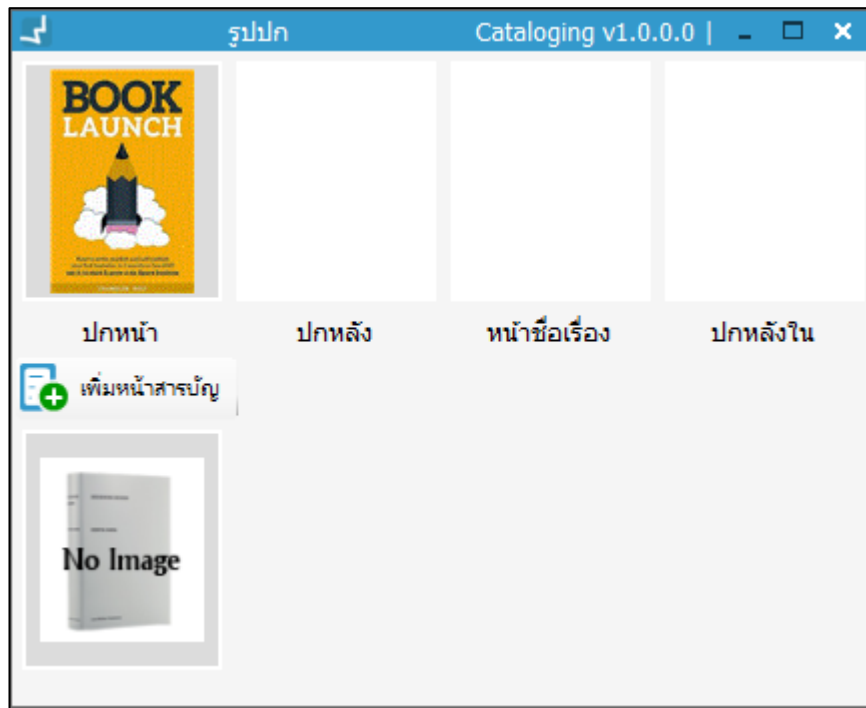 รูปปก Cataloging v1.0.0.0 |
BOOK
LAUNCH
ปกหน้า ปกหลัง หน้าชื่อเรื่อง ปกหลังใน
เพิ่มหน้าสารบัญ
No Image